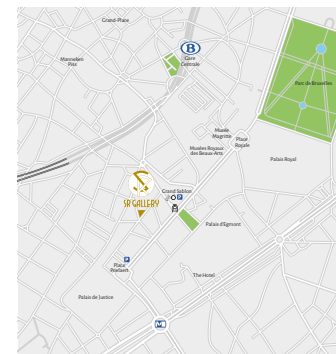 Grand-Place
B
Manneken
Pise
Gare
Centrale
Parc de Bruxelles
Musée
Magritte
Place
Royale
Musées Royaux
des Beaux-Arts
Palais Royal
Grand Sablon
P
SR GALLERY
Palais d'Egmont
P
Place
Poelaert
The Hotel
Palais de Justice
M